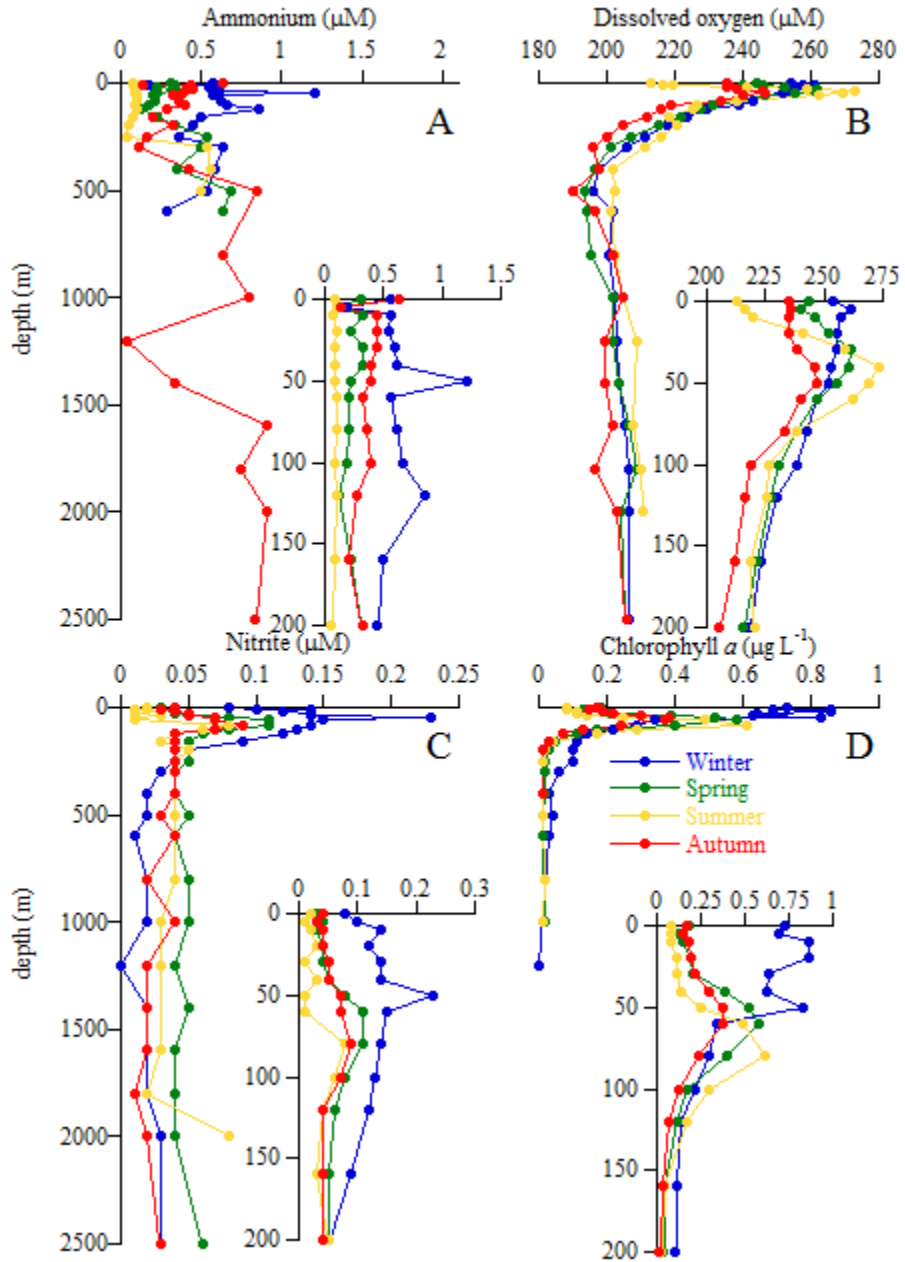 Ammonium (μM)
0 0.5 1 1.5 2
A
depth (m)
0
500
1000
1500
2000
2500
0 0.5 1 1.5
0
50
100
150
200
Dissolved oxygen (μM)
180 200 220 240 260 280
B
200 225 250 275
0
50
100
150
200
Nitrite (μM)
0 0.05 0.1 0.15 0.2 0.25
C
depth (m)
0
500
1000
1500
2000
2500
0 0.1 0.2 0.3
0
50
100
150
200
Chlorophyll a (μg L⁻¹)
0 0.2 0.4 0.6 0.8 1
D
Winter
Spring
Summer
Autumn
0 0.25 0.5 0.75 1
0
50
100
150
200